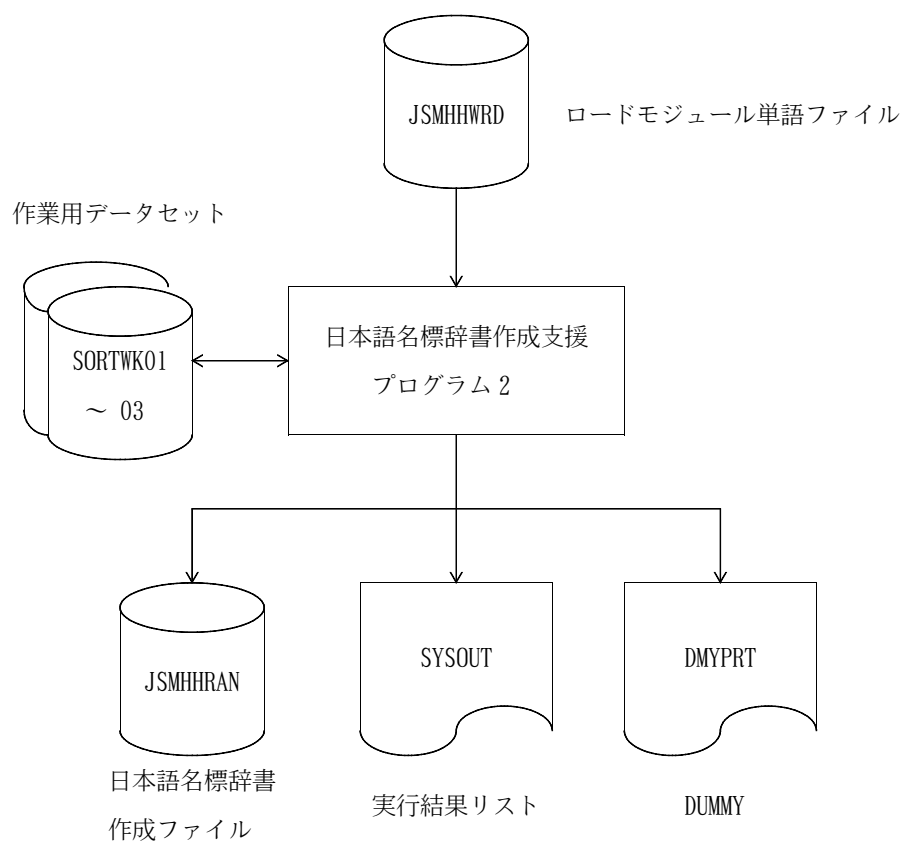 JSMHHWRD
ロードモジュール単語ファイル
作業用データセット
SORTWK01
～ 03
日本語名標辞書作成支援
プログラム2
JSMHHRAN
SYSOUT
DMYPRT
日本語名標辞書
作成ファイル
実行結果リスト
DUMMY